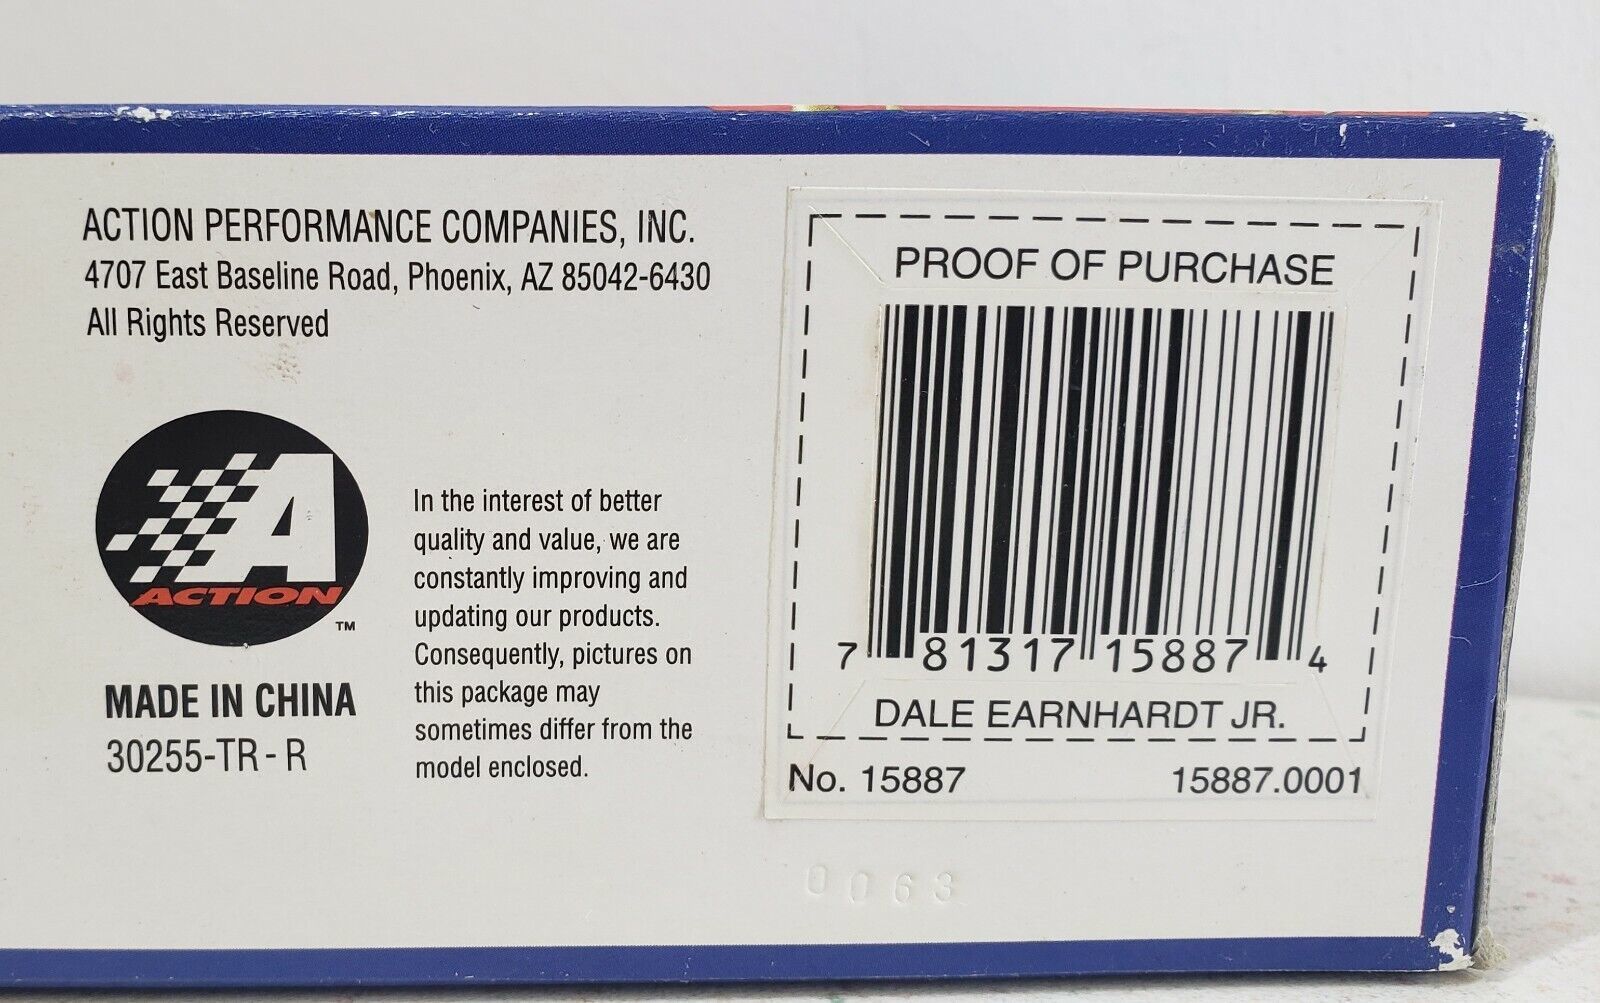 ACTION PERFORMANCE COMPANIES, INC.
4707 East Baseline Road, Phoenix, AZ 85042-6430
All Rights Reserved
A
ACTION
TM
MADE IN CHINA
30255-TR-R
In the interest of better
quality and value, we are
constantly improving and
updating our products.
Consequently, pictures on
this package may
sometimes differ from the
model enclosed.
PROOF OF PURCHASE
7 81317 15887 4
DALE EARNHARDT JR.
No. 15887 15887.0001
0063